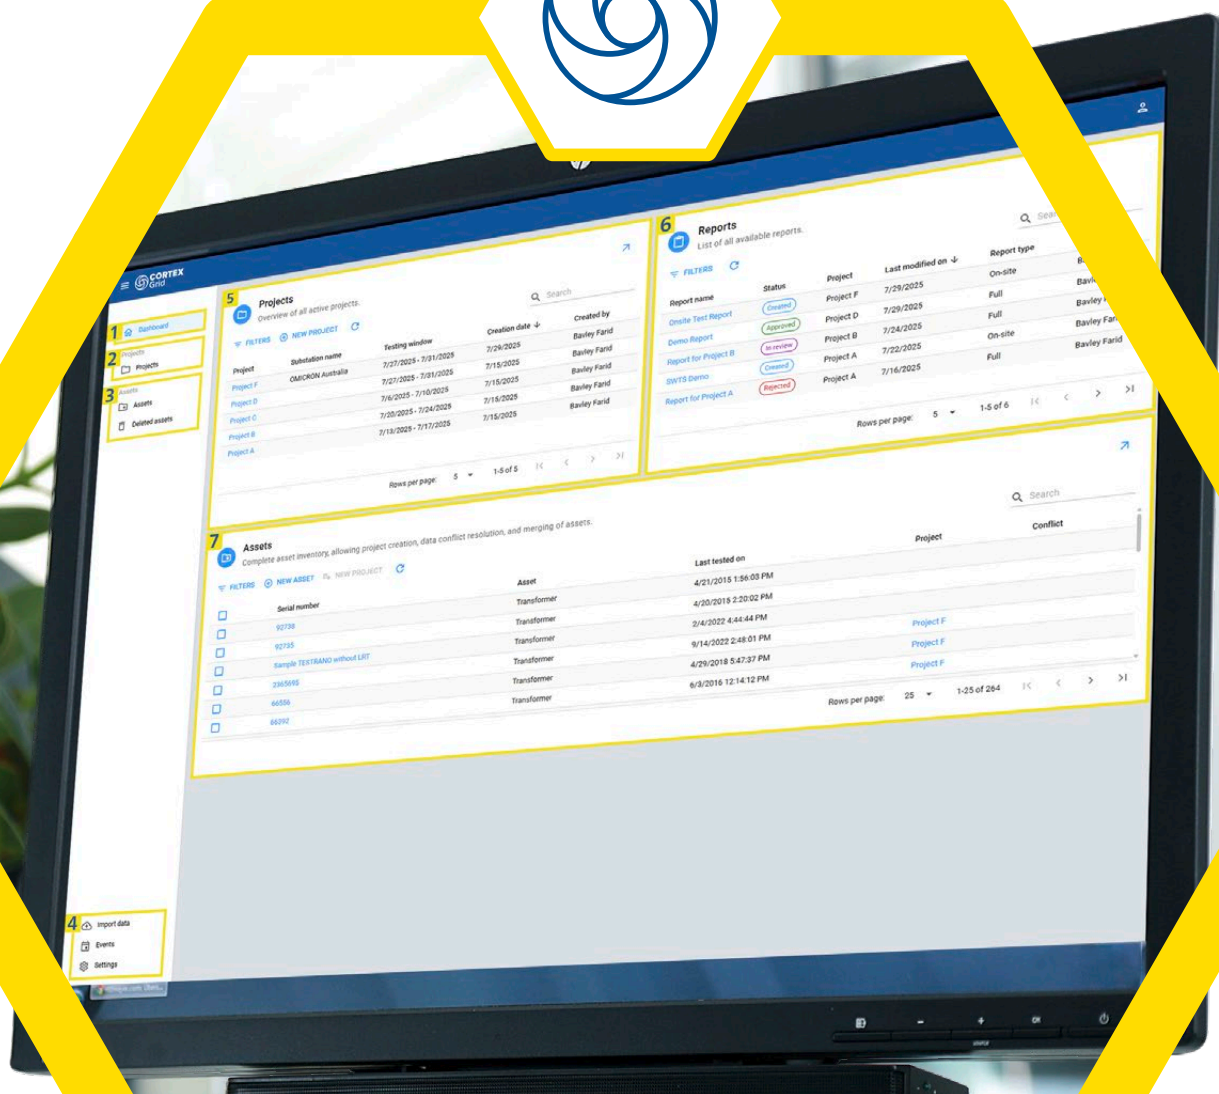 CORTEX
Grid
1 Dashboard
2 Projects
Projects
3 Assets
Assets
Deleted assets
4 Import data
Events
Settings
5 Projects
Overview of all active projects.
Search
FILTERS NEW PROJECT
Project Substation name Testing window Creation date Created by
Project F OMICRON Australia 7/27/2025 - 7/31/2025 7/29/2025 Bavley Farid
Project D 7/27/2025 - 7/31/2025 7/15/2025 Bavley Farid
Project C 7/6/2025 - 7/10/2025 7/15/2025 Bavley Farid
Project B 7/20/2025 - 7/24/2025 7/15/2025 Bavley Farid
Project A 7/13/2025 - 7/17/2025 7/15/2025 Bavley Farid
Rows per page: 5 1-5 of 5
6 Reports
List of all available reports.
FILTERS
Report name Status Project Last modified on Report type
Onsite Test Report Created Project F 7/29/2025 On-site
Demo Report Approved Project D 7/29/2025 Full
Report for Project B In review Project B 7/24/2025 Full Bavley
SWTS Demo Created Project A 7/22/2025 On-site Bavley
Report for Project A Rejected Project A 7/16/2025 Full Bavley Farid
Rows per page: 5 1-5 of 6
7 Assets
Complete asset inventory, allowing project creation, data conflict resolution, and merging of assets.
Search
FILTERS NEW ASSET NEW PROJECT
Serial number Asset Last tested on Project Conflict
92738 Transformer 4/21/2015 1:56:03 PM
92735 Transformer 4/20/2015 2:20:02 PM
Sample TESTRANO without LRT Transformer 2/4/2022 4:44:44 PM
2365695 Transformer 9/14/2022 2:48:01 PM Project F
66556 Transformer 4/29/2018 5:47:37 PM Project F
66392 Transformer 6/3/2016 12:14:12 PM Project F
Rows per page: 25 1-25 of 264
SOURCE